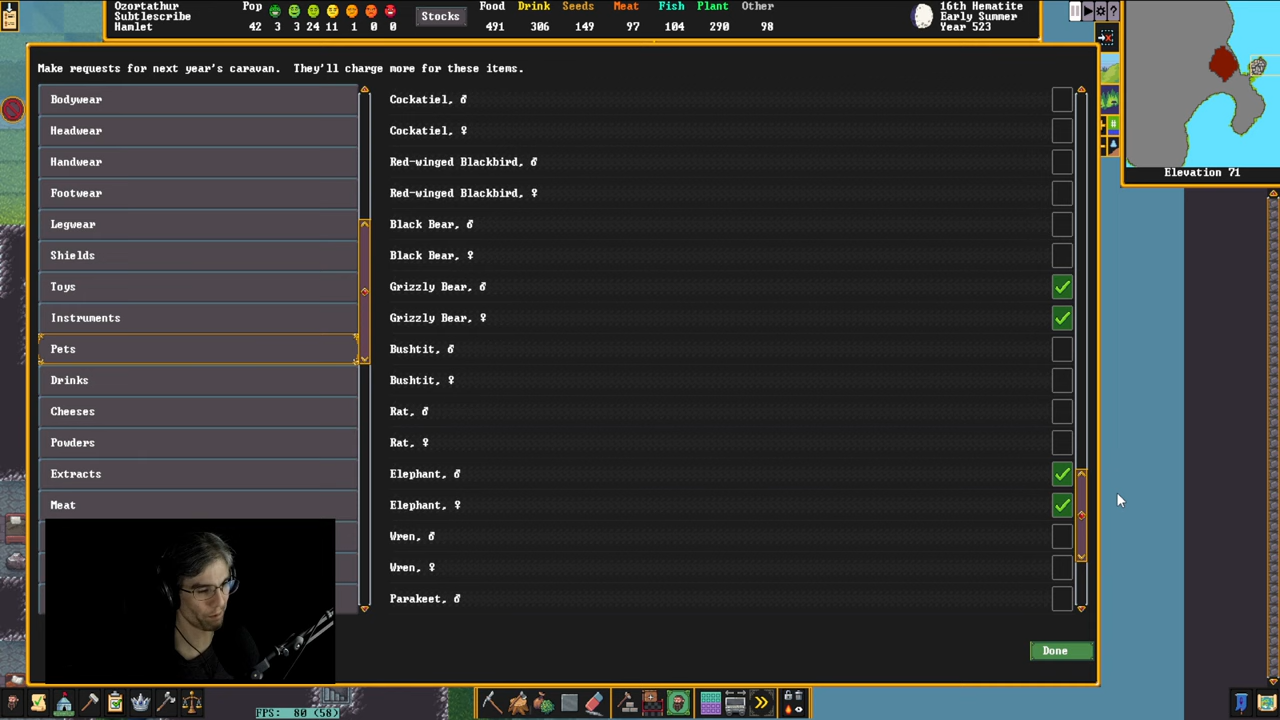 Ozortathur Pop Food Drink Seeds Meat Fish Plant Other 16th Hematite
Subtlescribe Stocks Early Summer
Hamlet 42 3 3 24 11 1 0 0 491 306 149 97 104 290 98 Year 523
Make requests for next year's caravan. They'll charge more for these items.
Elevation 71
Bodywear
Headwear
Handwear
Footwear
Legwear
Shields
Toys
Instruments
Pets
Drinks
Cheeses
Powders
Extracts
Meat
Cockatiel, ♂
Cockatiel, ♀
Red-winged Blackbird, ♂
Red-winged Blackbird, ♀
Black Bear, ♂
Black Bear, ♀
Grizzly Bear, ♂
Grizzly Bear, ♀
Bushtit, ♂
Bushtit, ♀
Rat, ♂
Rat, ♀
Elephant, ♂
Elephant, ♀
Wren, ♂
Wren, ♀
Parakeet, ♂
Done
FPS: 80 (58)